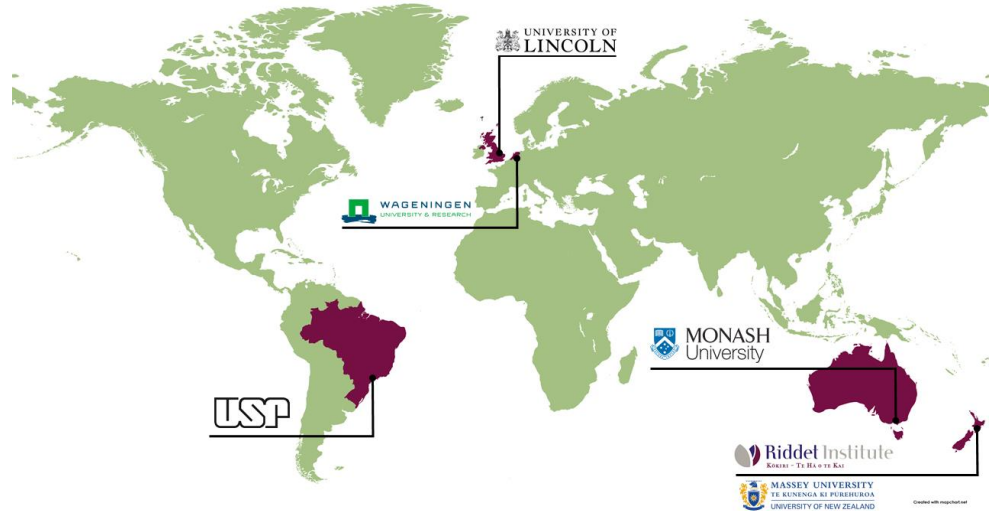 UNIVERSITY OF
LINCOLN
WAGENINGEN
UNIVERSITY & RESEARCH
MONASH
University
USP
Riddet Institute
KŌKIRI – TE HĀ O TE KAI
MASSEY UNIVERSITY
TE KUNENGA KI PŪREHUROA
UNIVERSITY OF NEW ZEALAND
Created with mapchart.net